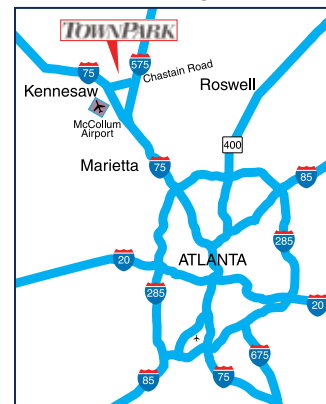 TOWNPARK
575
75
Chastain Road
Kennesaw
Roswell
McCollum
Airport
400
Marietta
75
85
285
ATLANTA
20
285
20
675
85
75